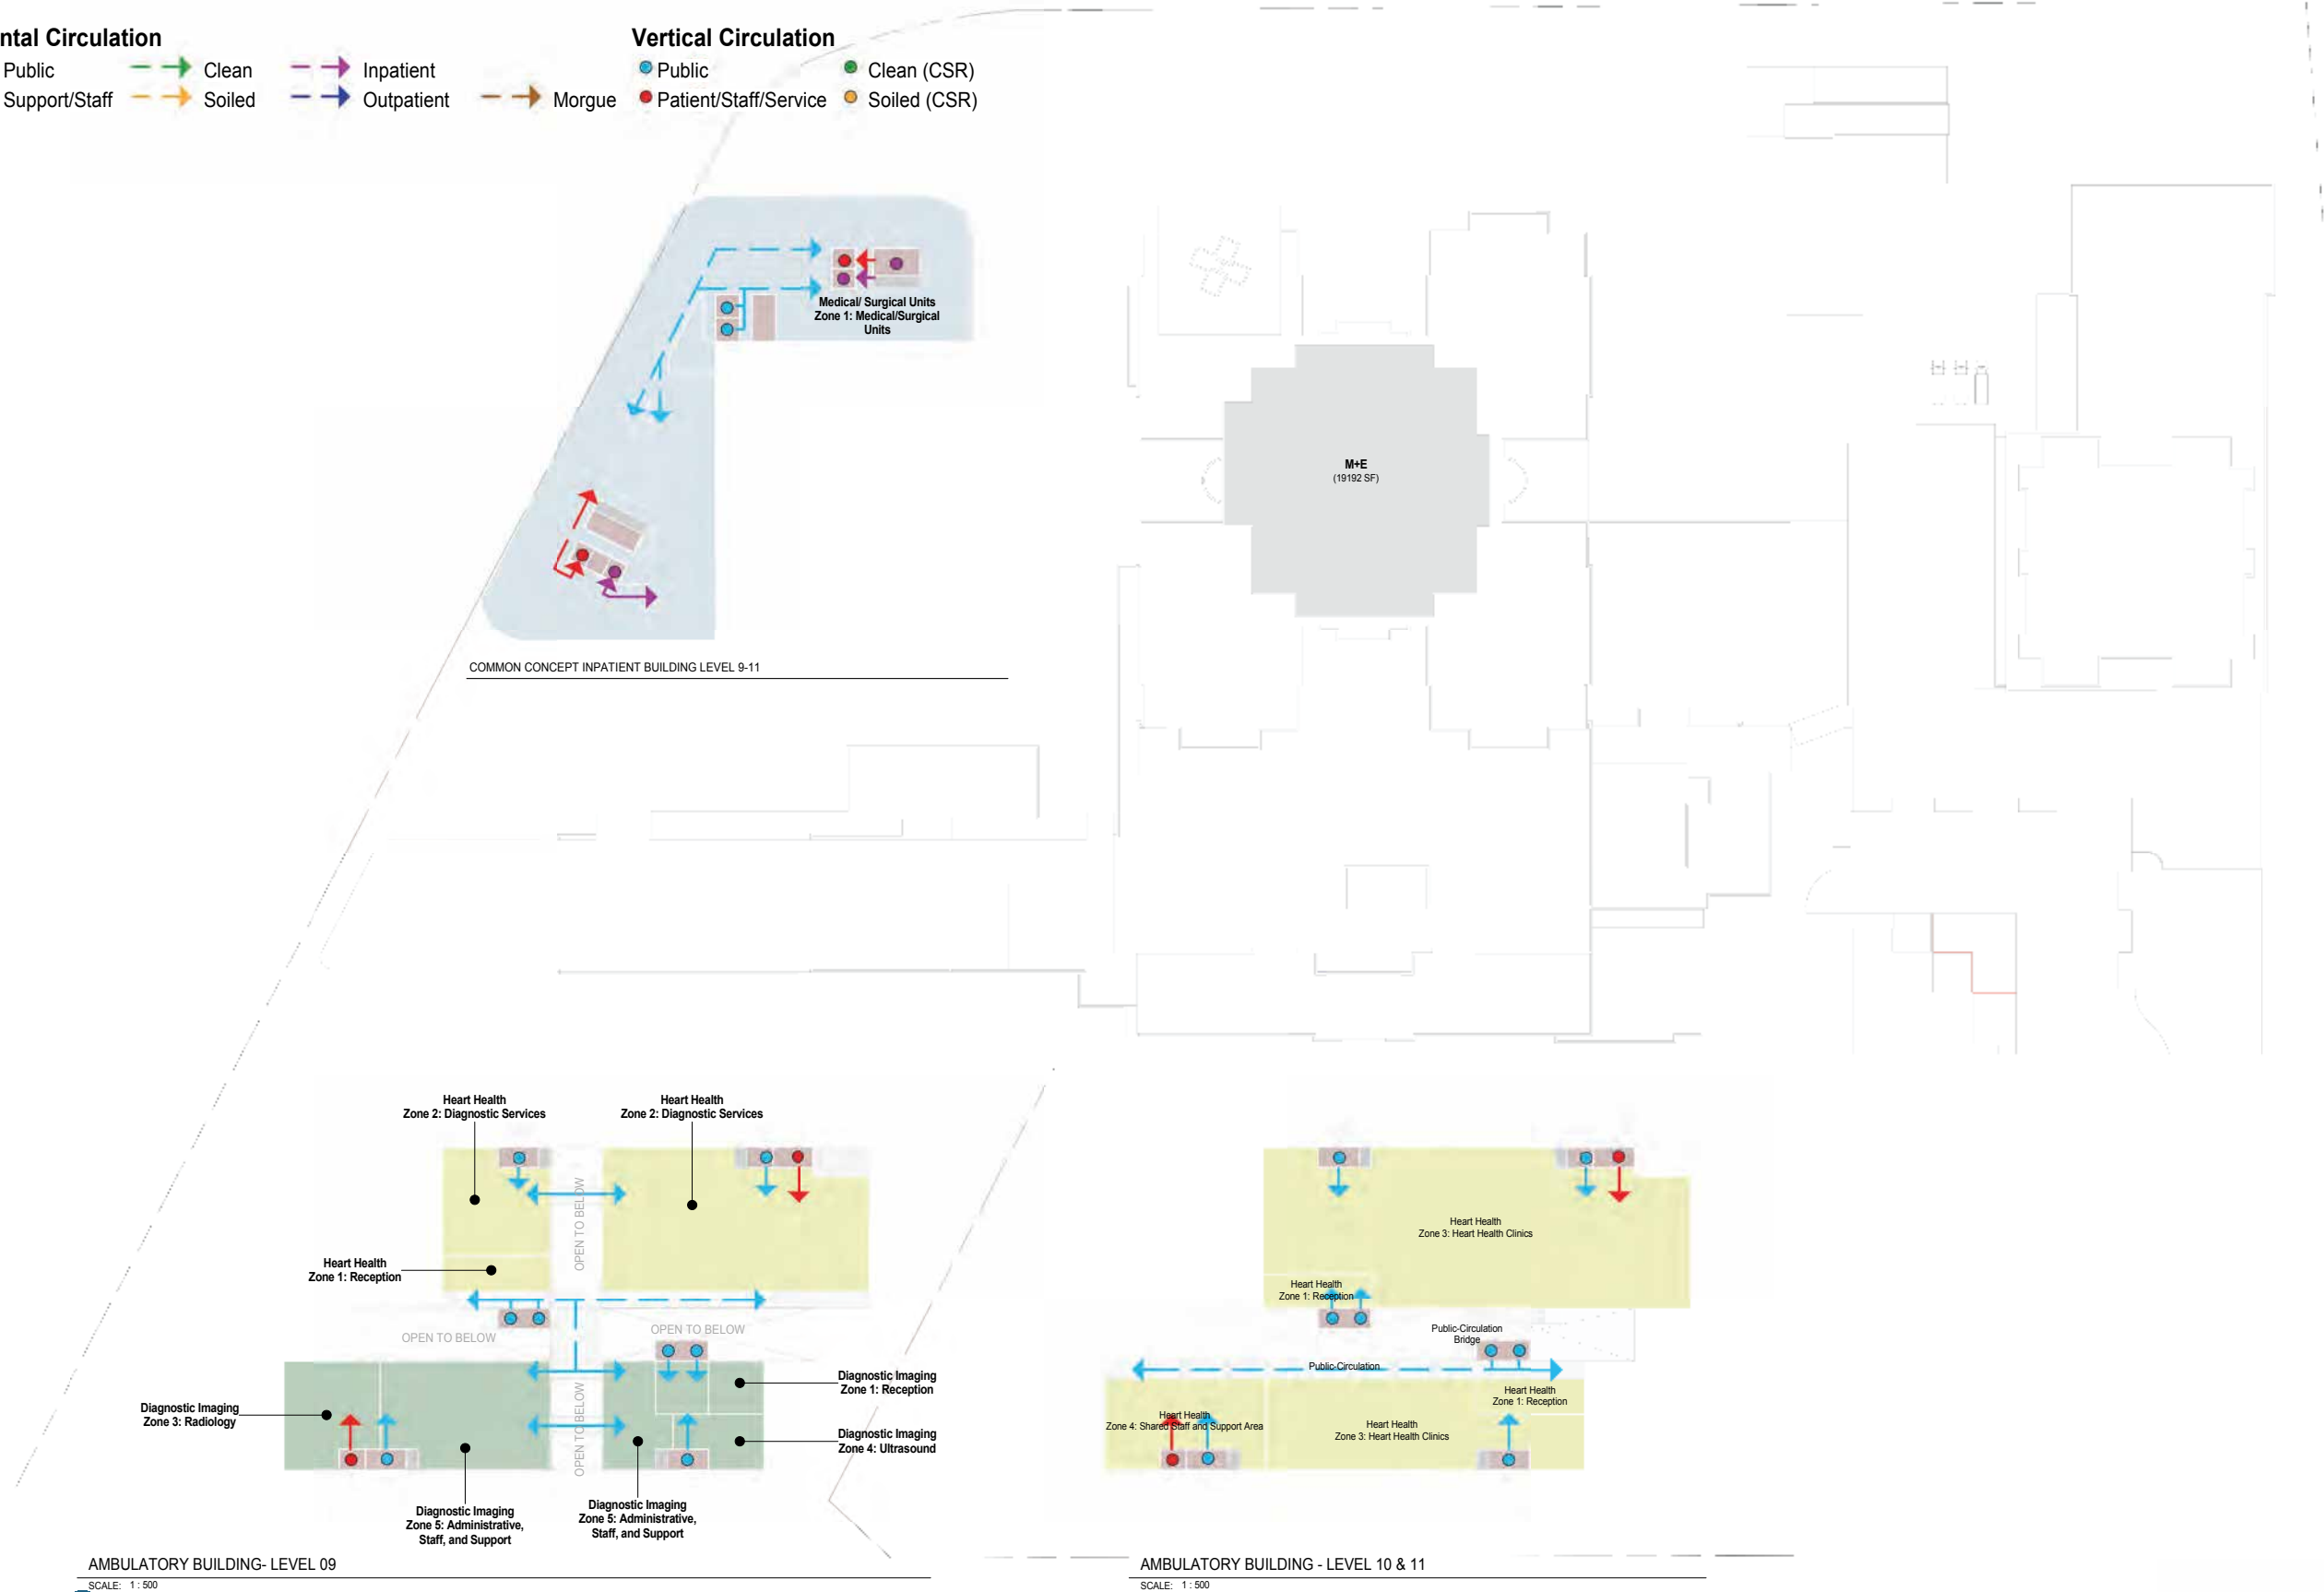 ntal Circulation
Public
Clean
Inpatient
Support/Staff
Soiled
Outpatient
Morgue
Vertical Circulation
Public
Clean (CSR)
Patient/Staff/Service
Soiled (CSR)
Medical/ Surgical Units
Zone 1: Medical/Surgical
Units
M+E
(19192 SF)
COMMON CONCEPT INPATIENT BUILDING LEVEL 9-11
Heart Health
Zone 2: Diagnostic Services
Heart Health
Zone 2: Diagnostic Services
OPEN TO BELOW
Heart Health
Zone 1: Reception
OPEN TO BELOW
OPEN TO BELOW
OPEN TO BELOW
Diagnostic Imaging
Zone 1: Reception
Diagnostic Imaging
Zone 3: Radiology
Diagnostic Imaging
Zone 4: Ultrasound
Diagnostic Imaging
Zone 5: Administrative,
Staff, and Support
Diagnostic Imaging
Zone 5: Administrative,
Staff, and Support
AMBULATORY BUILDING- LEVEL 09
SCALE: 1 : 500
Heart Health
Zone 3: Heart Health Clinics
Heart Health
Zone 1: Reception
Public-Circulation
Bridge
Public-Circulation
Heart Health
Zone 1: Reception
Heart Health
Zone 4: Shared Staff and Support Area
Heart Health
Zone 3: Heart Health Clinics
AMBULATORY BUILDING - LEVEL 10 & 11
SCALE: 1 : 500